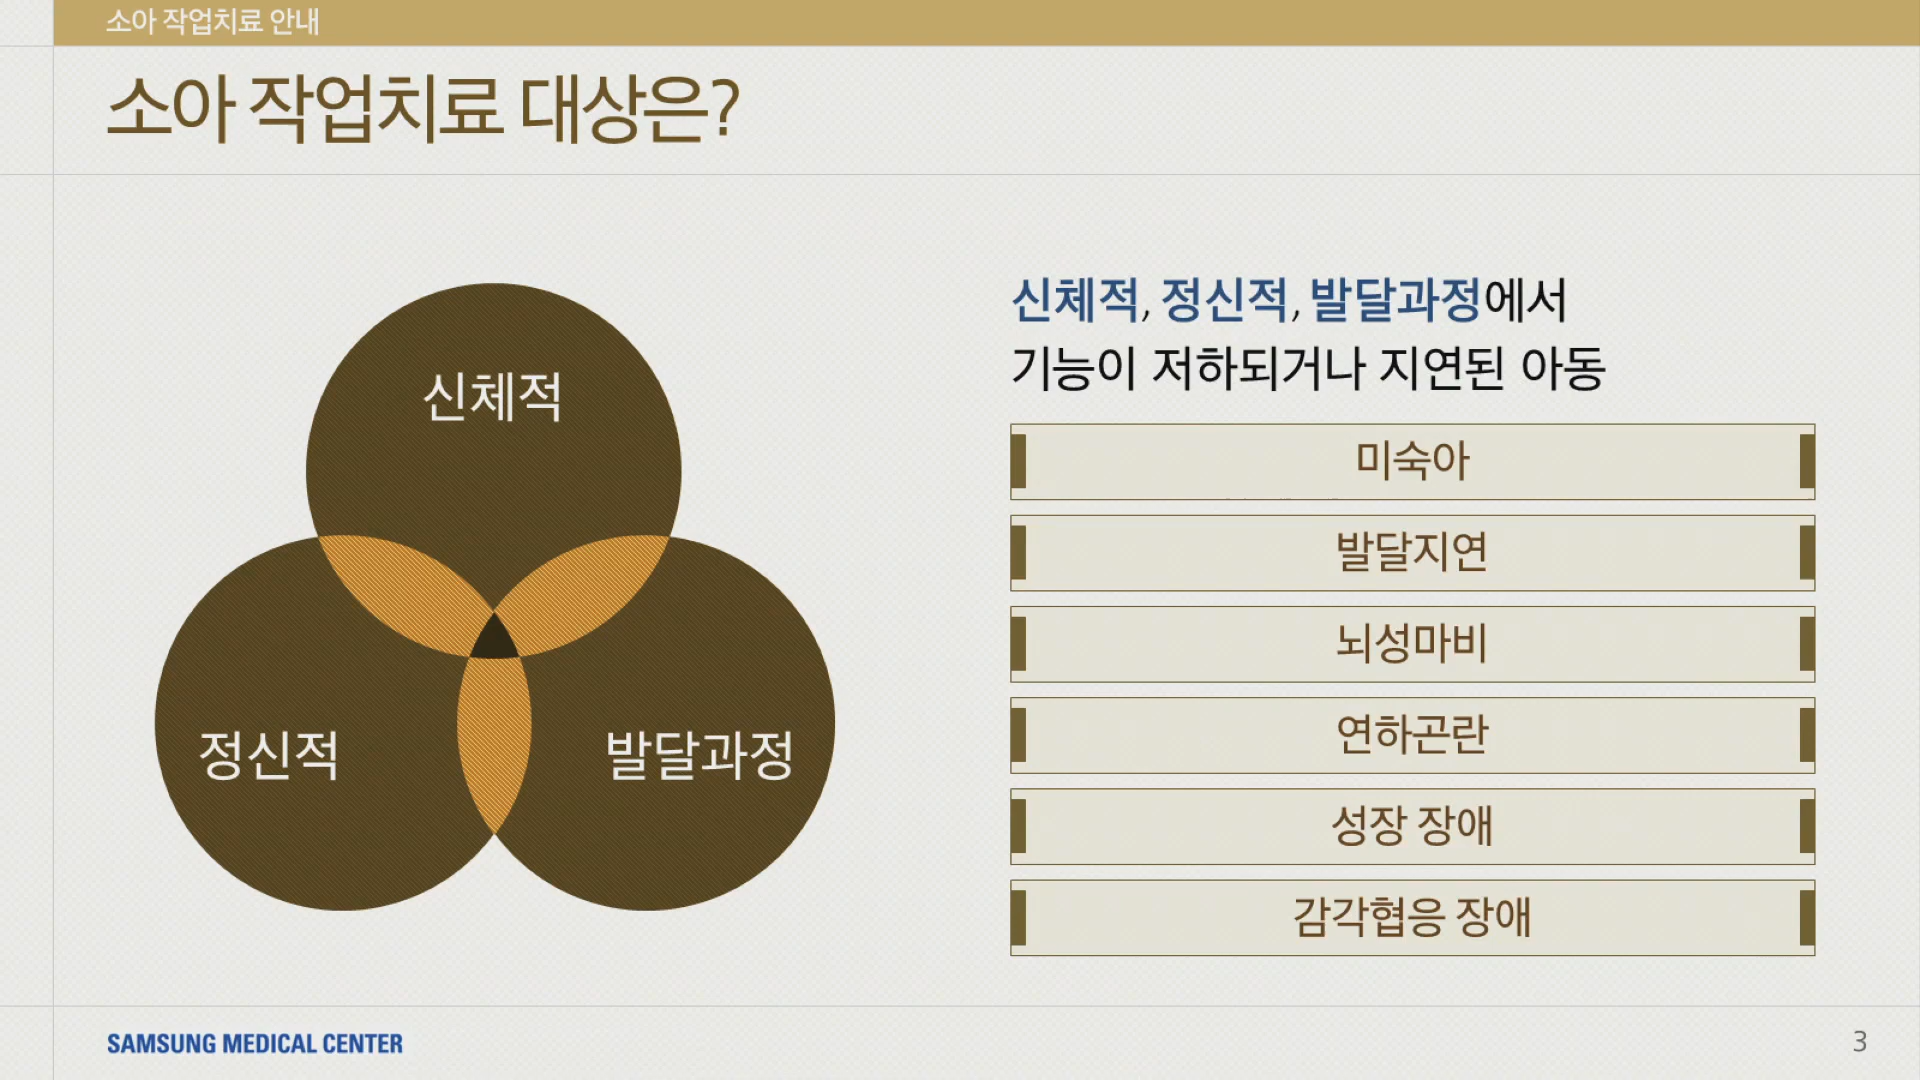 소아 작업치료 안내
소아 작업치료 대상은?
신체적
정신적
발달과정
신체적, 정신적, 발달과정에서
기능이 저하되거나 지연된 아동
미숙아
발달지연
뇌성마비
연하곤란
성장 장애
감각협응 장애
SAMSUNG MEDICAL CENTER
3